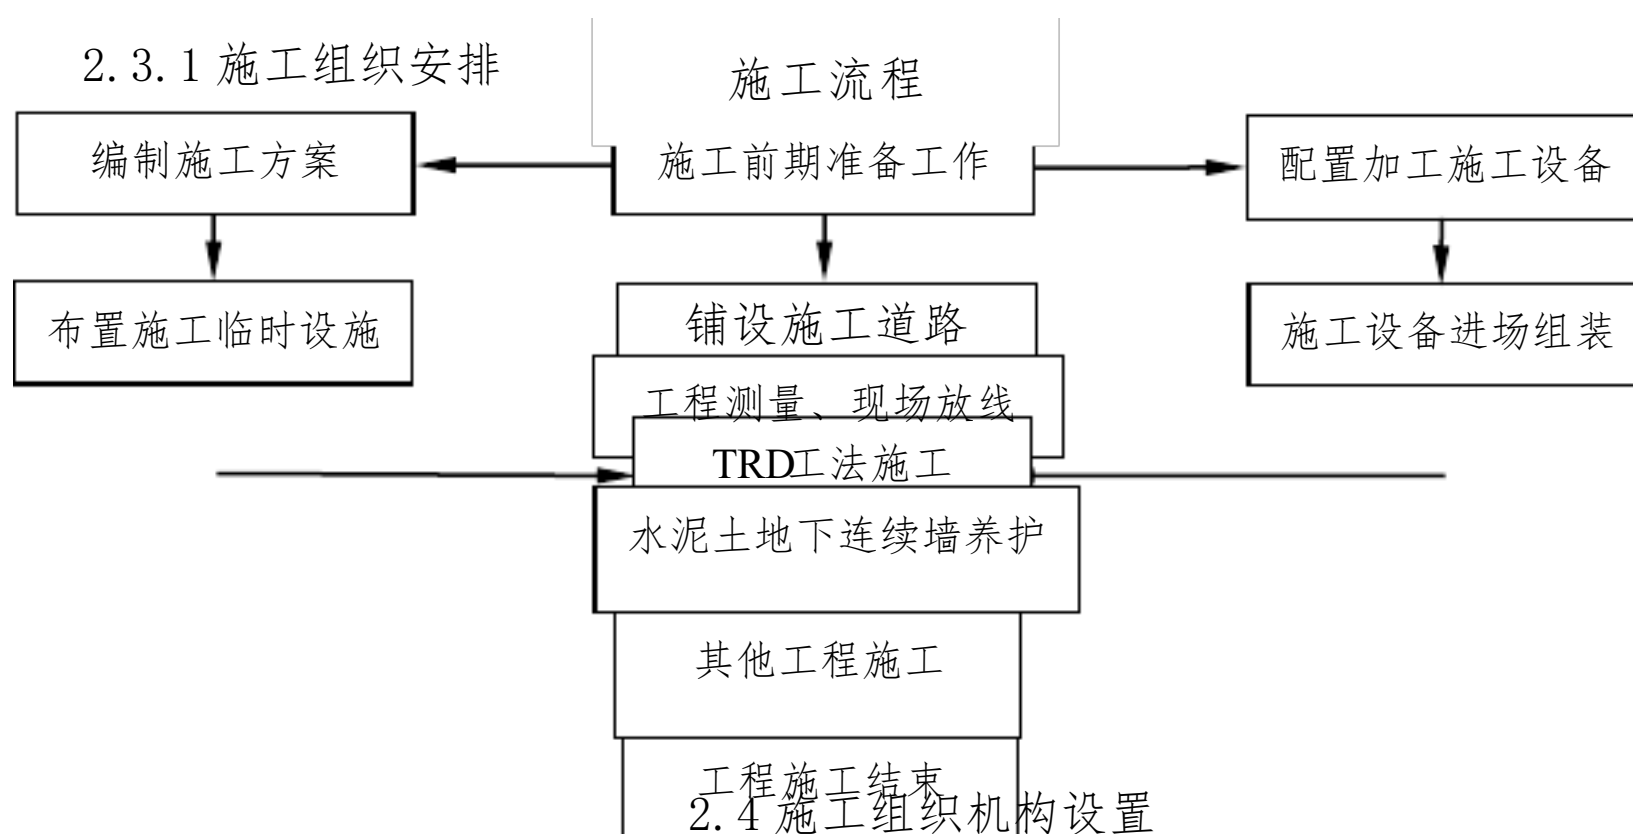 2.3.1 施工组织安排
施工流程
编制施工方案
施工前期准备工作
配置加工施工设备
布置施工临时设施
铺设施工道路
施工设备进场组装
工程测量、现场放线
TRD工法施工
水泥土地下连续墙养护
其他工程施工
工程施工结束
2.4 施工组织机构设置